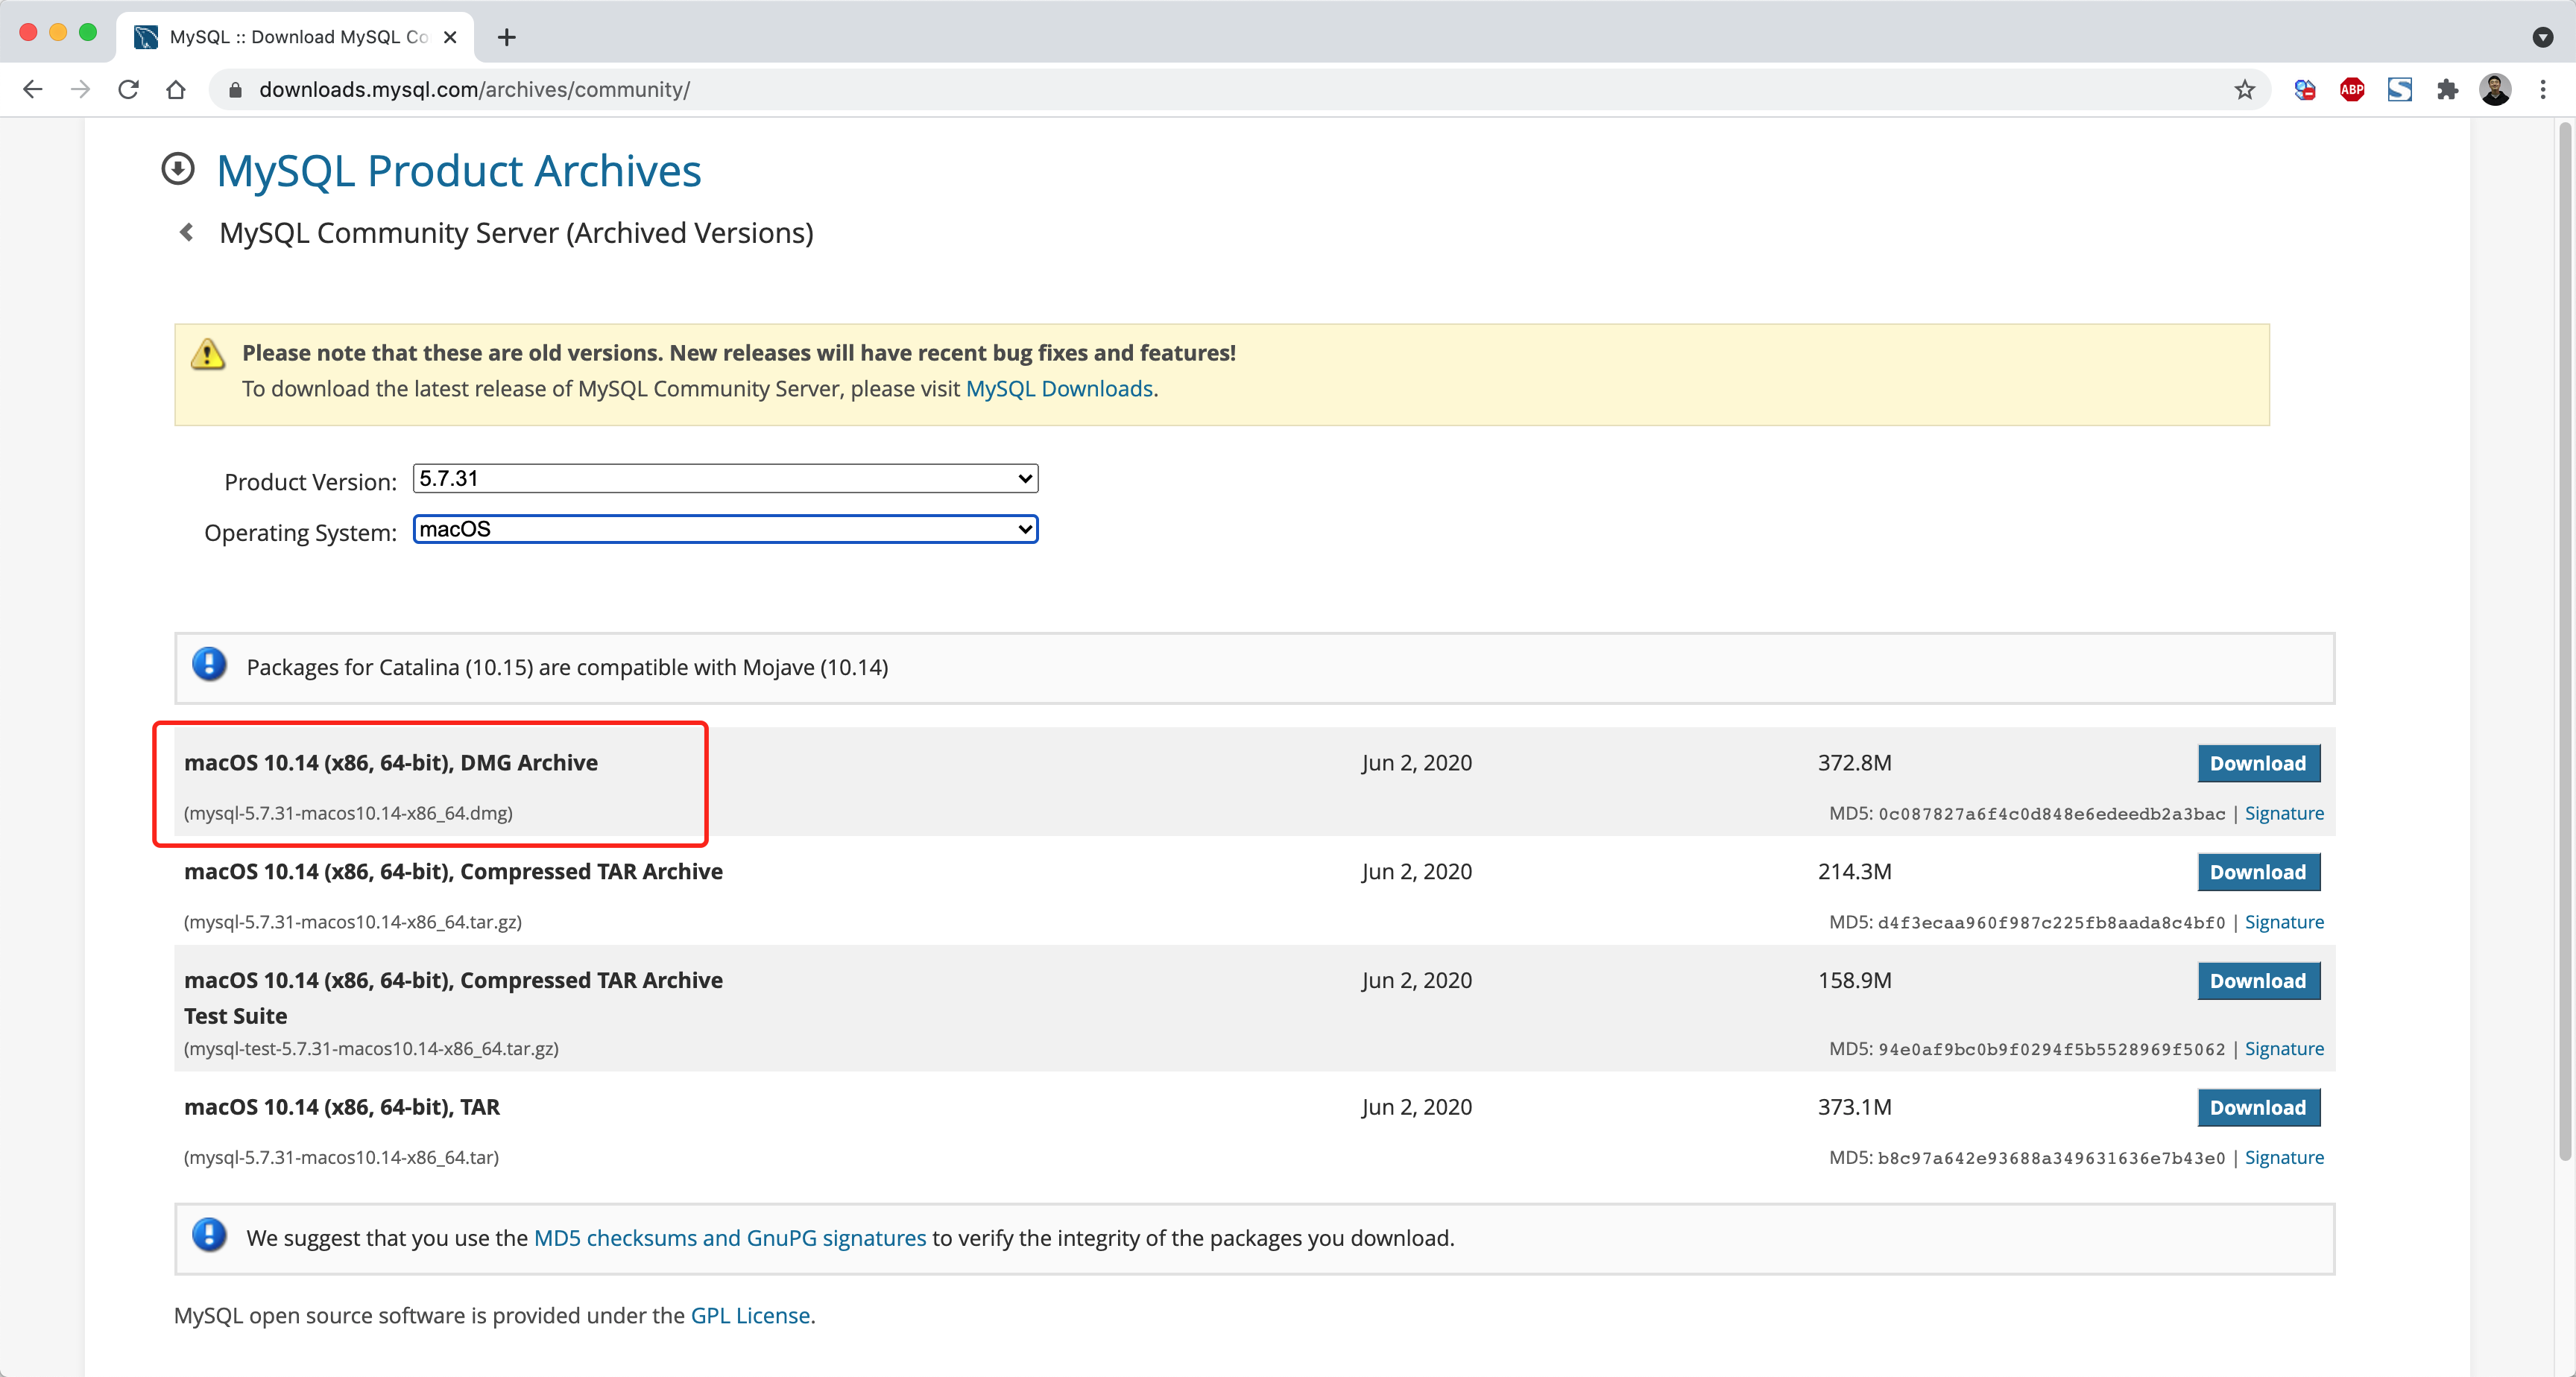 MySQL :: Download MySQL Co
downloads.mysql.com/archives/community/
ABP
MySQL Product Archives
MySQL Community Server (Archived Versions)
Please note that these are old versions. New releases will have recent bug fixes and features!
To download the latest release of MySQL Community Server, please visit MySQL Downloads.
Product Version: 5.7.31
Operating System: macOS
Packages for Catalina (10.15) are compatible with Mojave (10.14)
macOS 10.14 (x86, 64-bit), DMG Archive Jun 2, 2020 372.8M Download
(mysql-5.7.31-macos10.14-x86_64.dmg) MD5: 0c087827a6f4c0d848e6edeedb2a3bac | Signature
macOS 10.14 (x86, 64-bit), Compressed TAR Archive Jun 2, 2020 214.3M Download
(mysql-5.7.31-macos10.14-x86_64.tar.gz) MD5: d4f3ecaa960f987c225fb8aada8c4bf0 | Signature
macOS 10.14 (x86, 64-bit), Compressed TAR Archive Jun 2, 2020 158.9M Download
Test Suite
(mysql-test-5.7.31-macos10.14-x86_64.tar.gz) MD5: 94e0af9bc0b9f0294f5b5528969f5062 | Signature
macOS 10.14 (x86, 64-bit), TAR Jun 2, 2020 373.1M Download
(mysql-5.7.31-macos10.14-x86_64.tar) MD5: b8c97a642e93688a349631636e7b43e0 | Signature
We suggest that you use the MD5 checksums and GnuPG signatures to verify the integrity of the packages you download.
MySQL open source software is provided under the GPL License.